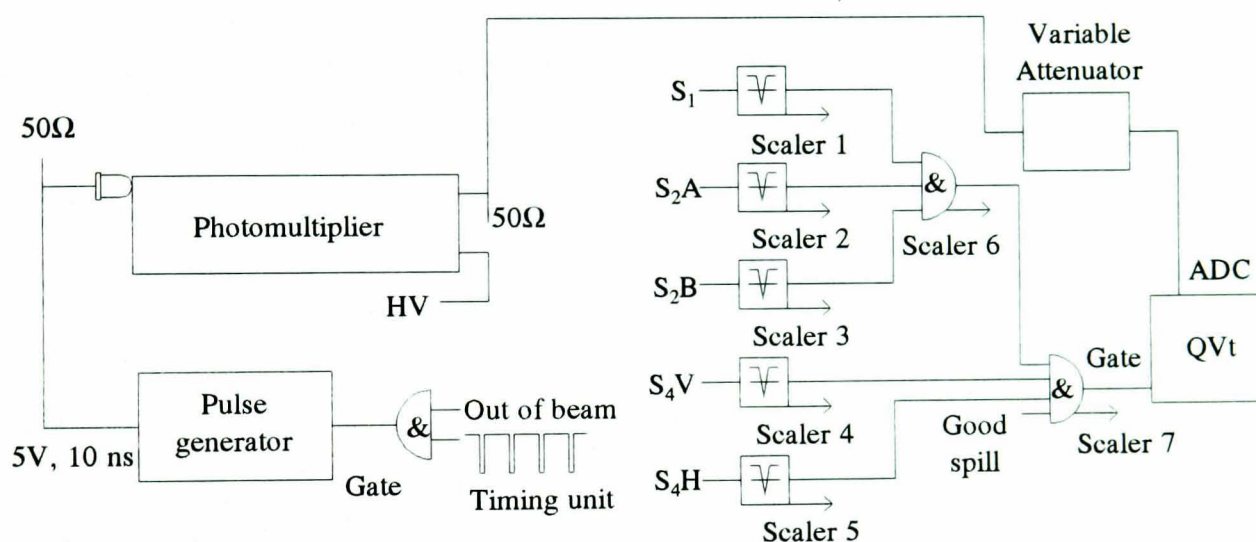 Variable
Attenuator
S₁
Scaler 1
50Ω
S₂A
Scaler 2
&
Scaler 6
Photomultiplier
50Ω
HV
S₂B
Scaler 3
ADC
QVt
Gate
S₄V
Scaler 4
&
Good
spill
Scaler 7
Pulse
generator
5V, 10 ns
Gate
&
Out of beam
Timing unit
S₄H
Scaler 5